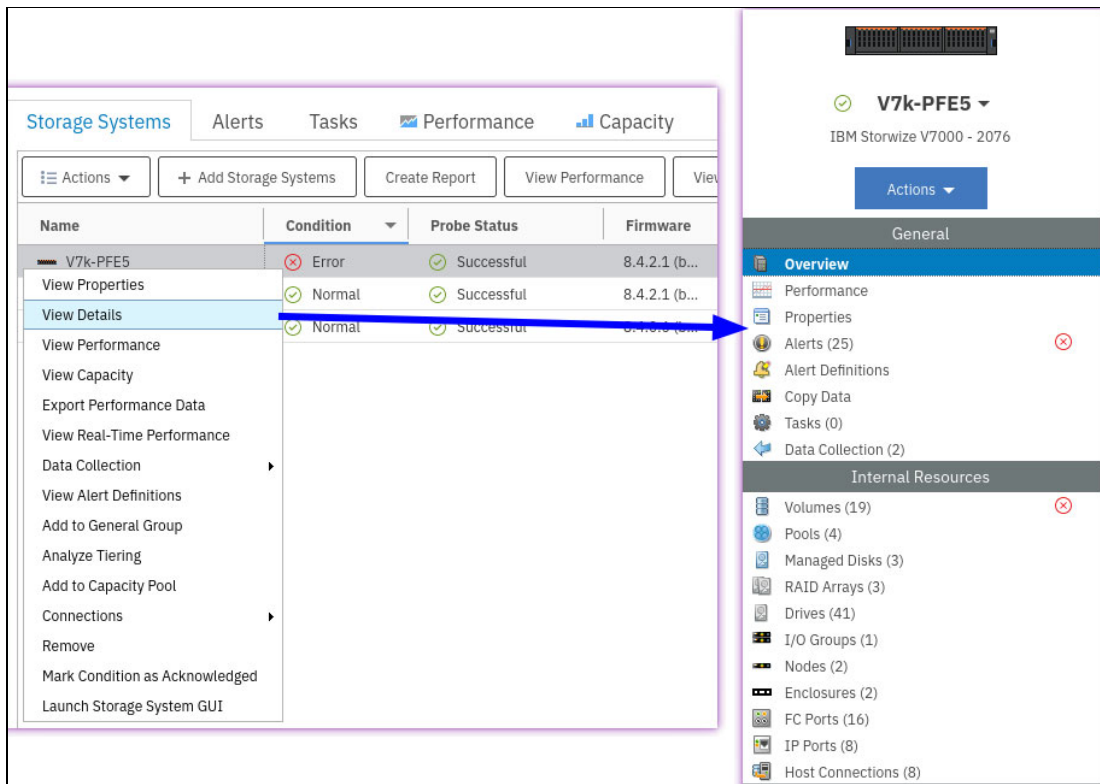 Storage Systems Alerts Tasks Performance Capacity
Actions + Add Storage Systems Create Report View Performance
Name Condition Probe Status Firmware
V7k-PFE5 Error Successful 8.4.2.1 (b...
Normal Successful 8.4.2.1 (b...
Normal Successful
View Properties
View Details
View Performance
View Capacity
Export Performance Data
View Real-Time Performance
Data Collection
View Alert Definitions
Add to General Group
Analyze Tiering
Add to Capacity Pool
Connections
Remove
Mark Condition as Acknowledged
Launch Storage System GUI
V7k-PFE5
IBM Storwize V7000 - 2076
Actions
General
Overview
Performance
Properties
Alerts (25)
Alert Definitions
Copy Data
Tasks (0)
Data Collection (2)
Internal Resources
Volumes (19)
Pools (4)
Managed Disks (3)
RAID Arrays (3)
Drives (41)
I/O Groups (1)
Nodes (2)
Enclosures (2)
FC Ports (16)
IP Ports (8)
Host Connections (8)